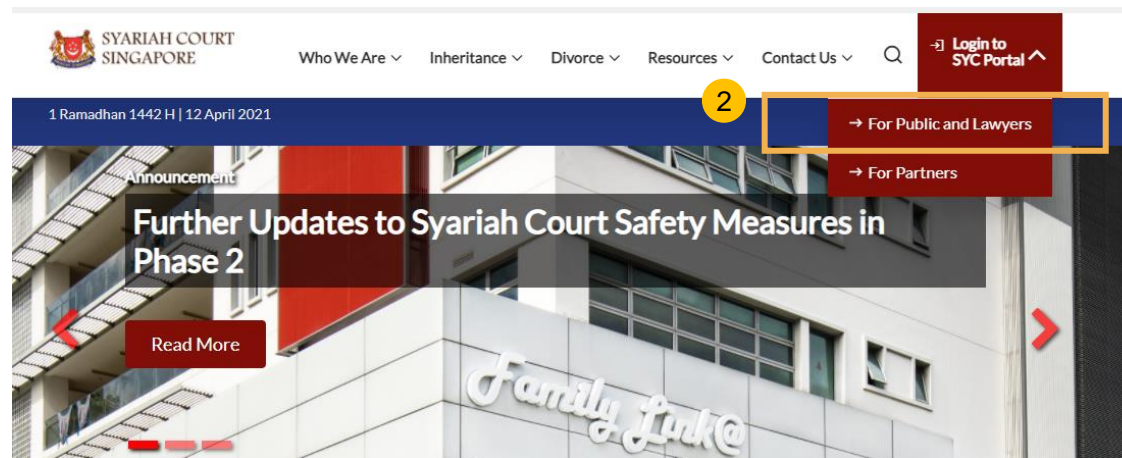 SYARIAH COURT
SINGAPORE
Who We Are
Inheritance
Divorce
Resources
Contact Us
Login to
SYC Portal
1 Ramadhan 1442 H | 12 April 2021
2
→ For Public and Lawyers
→ For Partners
Announcement
Further Updates to Syariah Court Safety Measures in
Phase 2
Read More
Family Link@